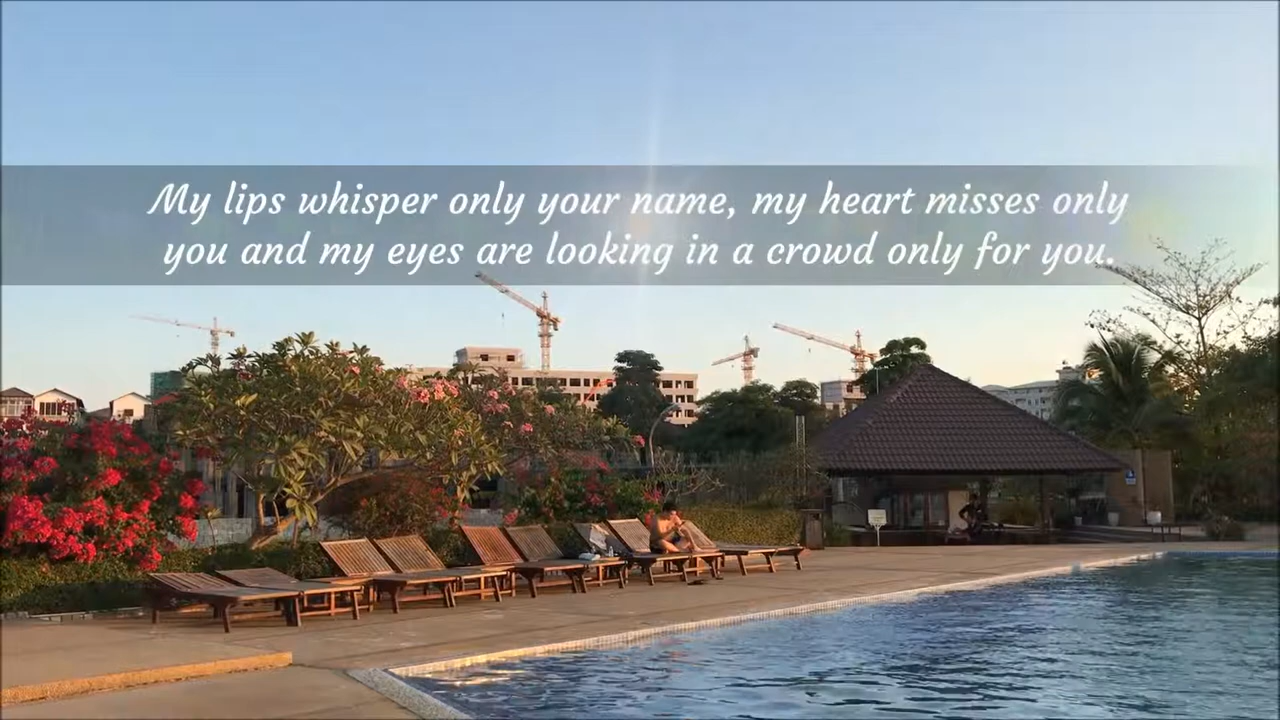 My lips whisper only your name, my heart misses only
you and my eyes are looking in a crowd only for you.